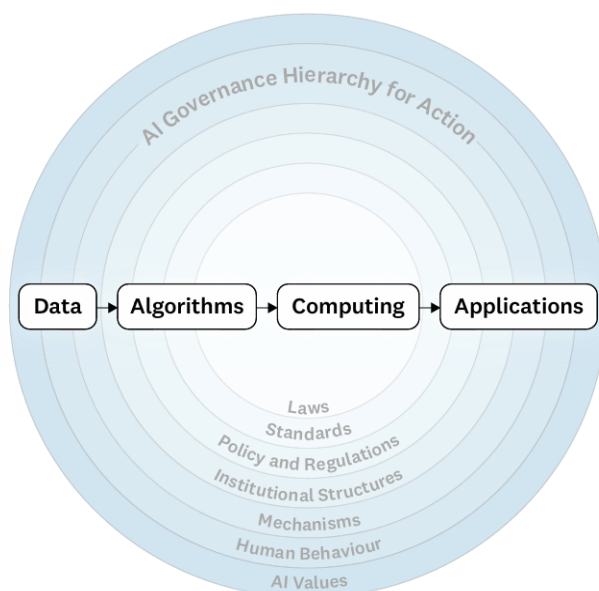 AI Governance Hierarchy for Action
Data
Algorithms
Computing
Applications
Laws
Standards
Policy and Regulations
Institutional Structures
Mechanisms
Human Behaviour
AI Values